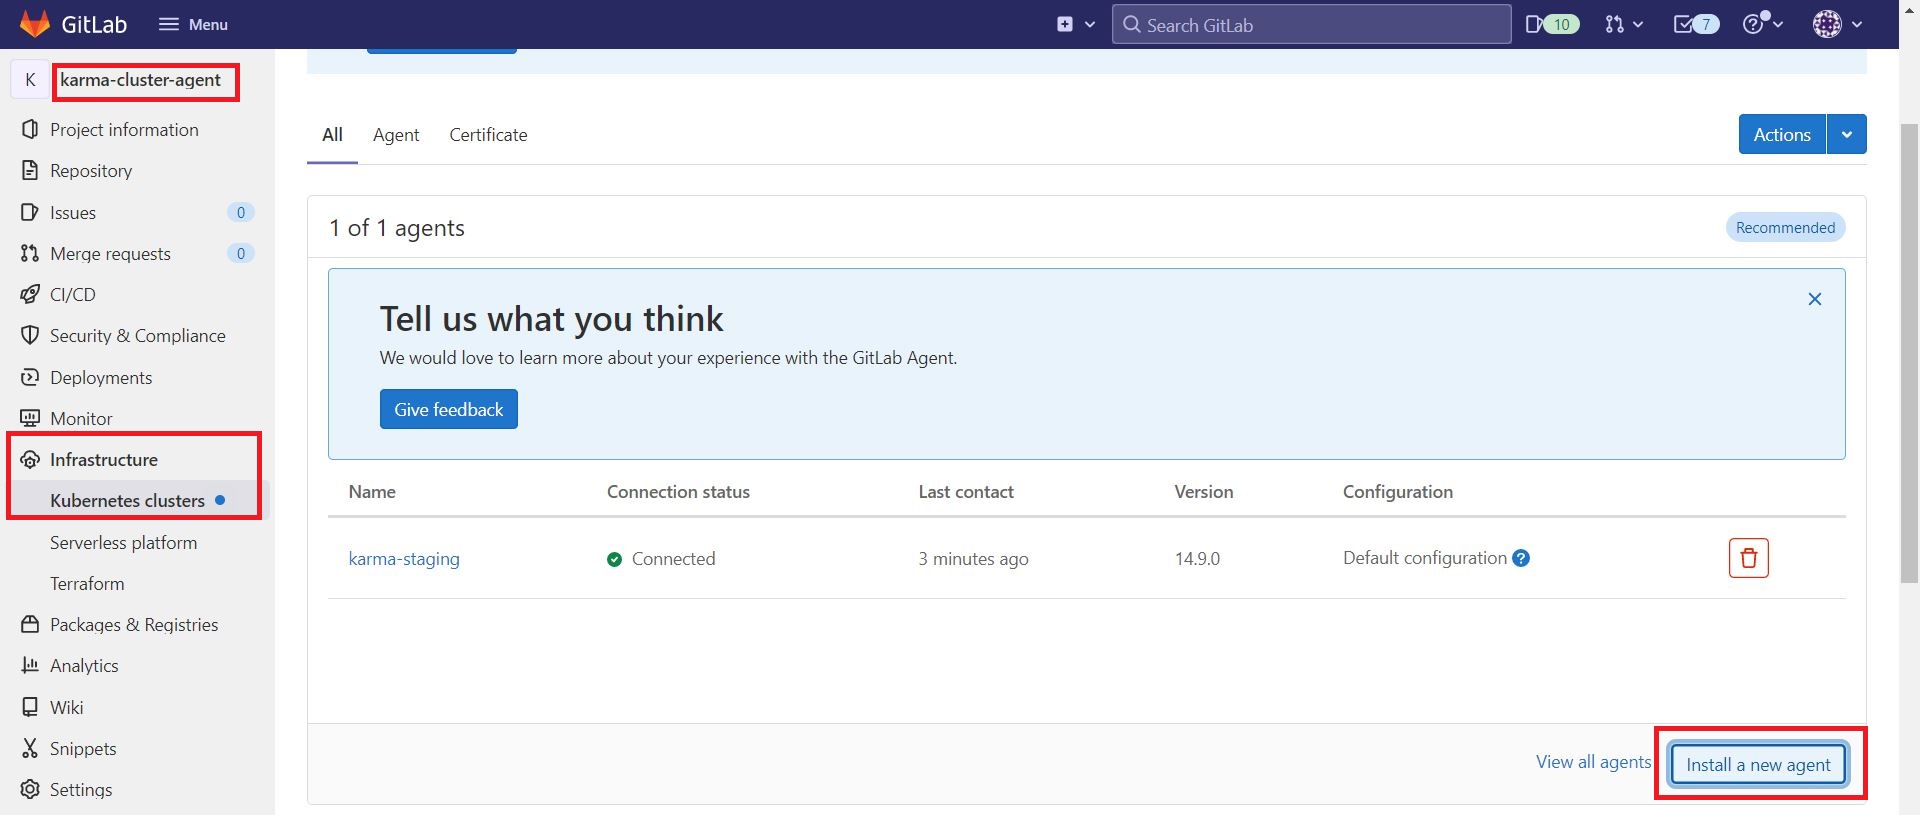 GitLab
Menu
Search GitLab
10
7
K
karma-cluster-agent
Project information
Repository
Issues 0
Merge requests 0
CI/CD
Security & Compliance
Deployments
Monitor
Infrastructure
Kubernetes clusters
Serverless platform
Terraform
Packages & Registries
Analytics
Wiki
Snippets
Settings
All Agent Certificate
Actions
1 of 1 agents
Recommended
Tell us what you think
We would love to learn more about your experience with the GitLab Agent.
Give feedback
Name Connection status Last contact Version Configuration
karma-staging Connected 3 minutes ago 14.9.0 Default configuration ?
View all agents
Install a new agent